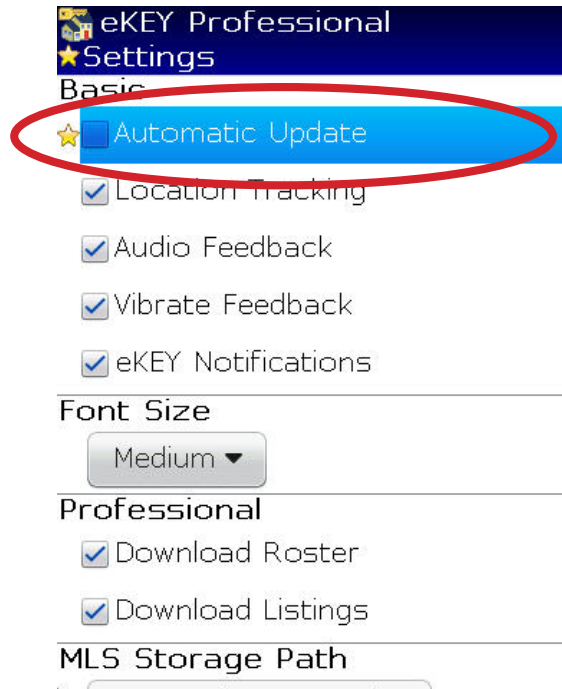 eKEY Professional
Settings
Basic
Automatic Update
Location Tracking
Audio Feedback
Vibrate Feedback
eKEY Notifications
Font Size
Medium
Professional
Download Roster
Download Listings
MLS Storage Path